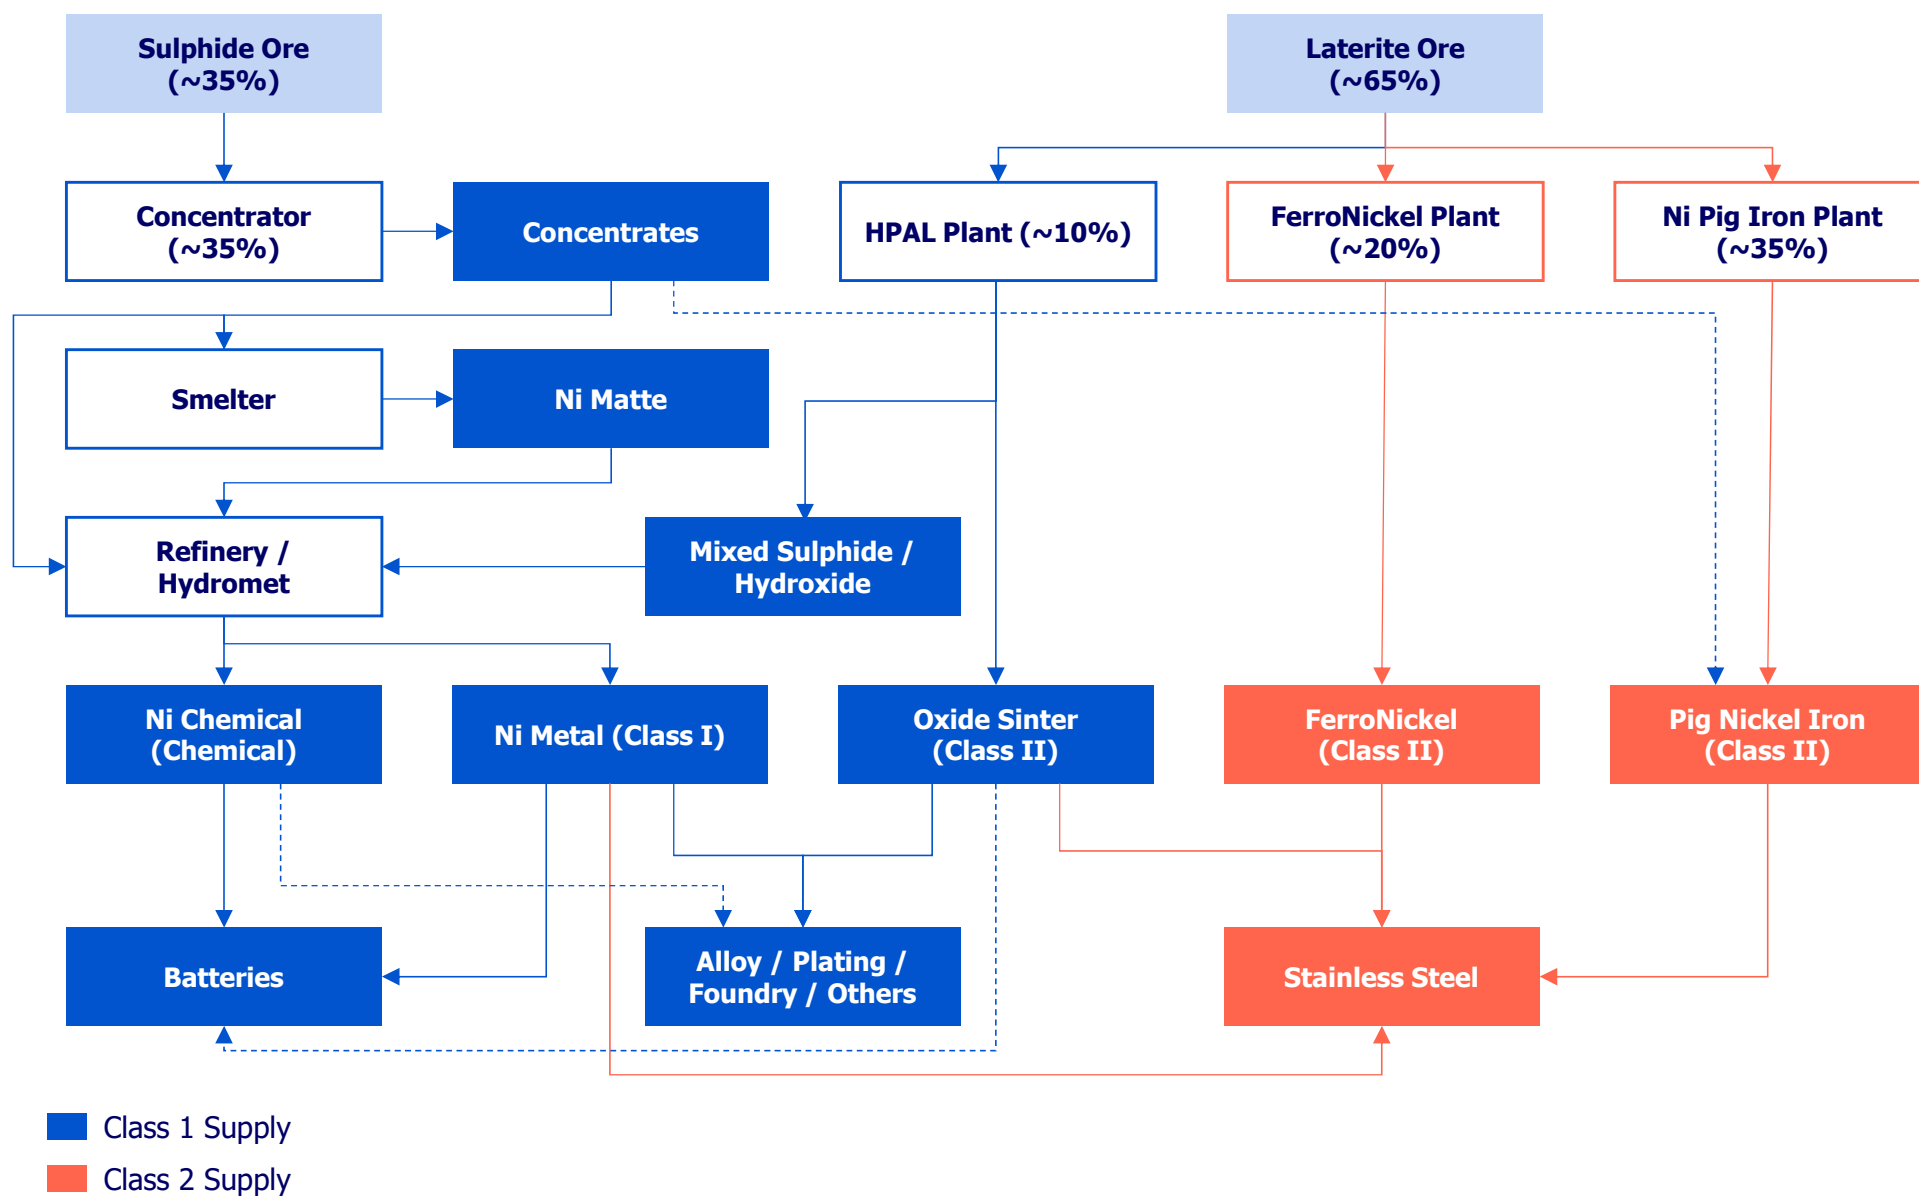 Sulphide Ore
(~35%)
Laterite Ore
(~65%)
Concentrator
(~35%)
Concentrates
HPAL Plant (~10%)
FerroNickel Plant
(~20%)
Ni Pig Iron Plant
(~35%)
Smelter
Ni Matte
Refinery /
Hydromet
Mixed Sulphide /
Hydroxide
Ni Chemical
(Chemical)
Ni Metal (Class I)
Oxide Sinter
(Class II)
FerroNickel
(Class II)
Pig Nickel Iron
(Class II)
Batteries
Alloy / Plating /
Foundry / Others
Stainless Steel
Class 1 Supply
Class 2 Supply